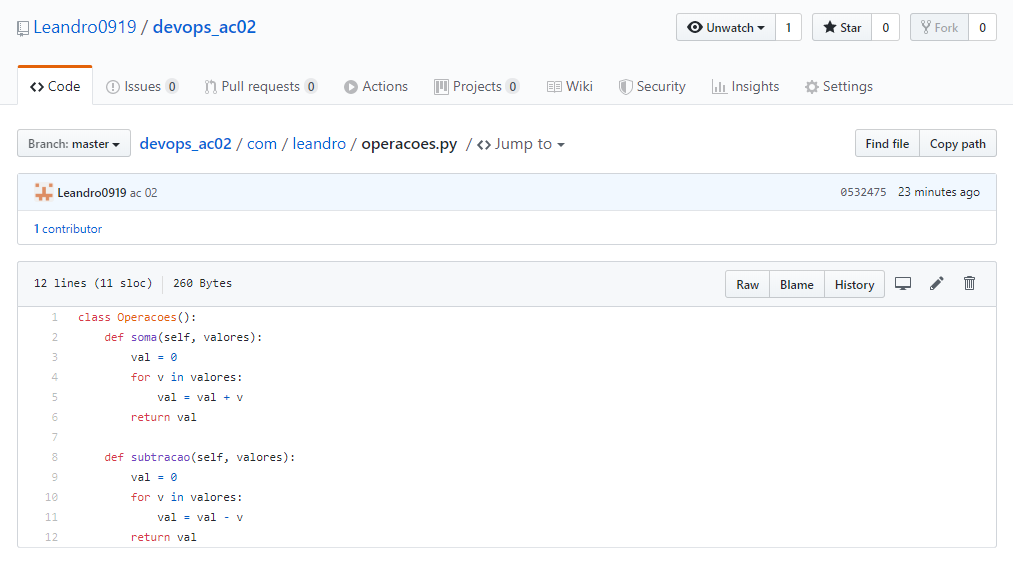 Leandro0919 / devops_ac02
Unwatch 1 Star 0 Fork 0
Code Issues 0 Pull requests 0 Actions Projects 0 Wiki Security Insights Settings
Branch: master devops_ac02 / com / leandro / operacoes.py / Jump to Find file Copy path
Leandro0919 ac 02 0532475 23 minutes ago
1 contributor
12 lines (11 sloc) 260 Bytes Raw Blame History
1 class Operacoes():
2 def soma(self, valores):
3 val = 0
4 for v in valores:
5 val = val + v
6 return val
7
8 def subtracao(self, valores):
9 val = 0
10 for v in valores:
11 val = val - v
12 return val